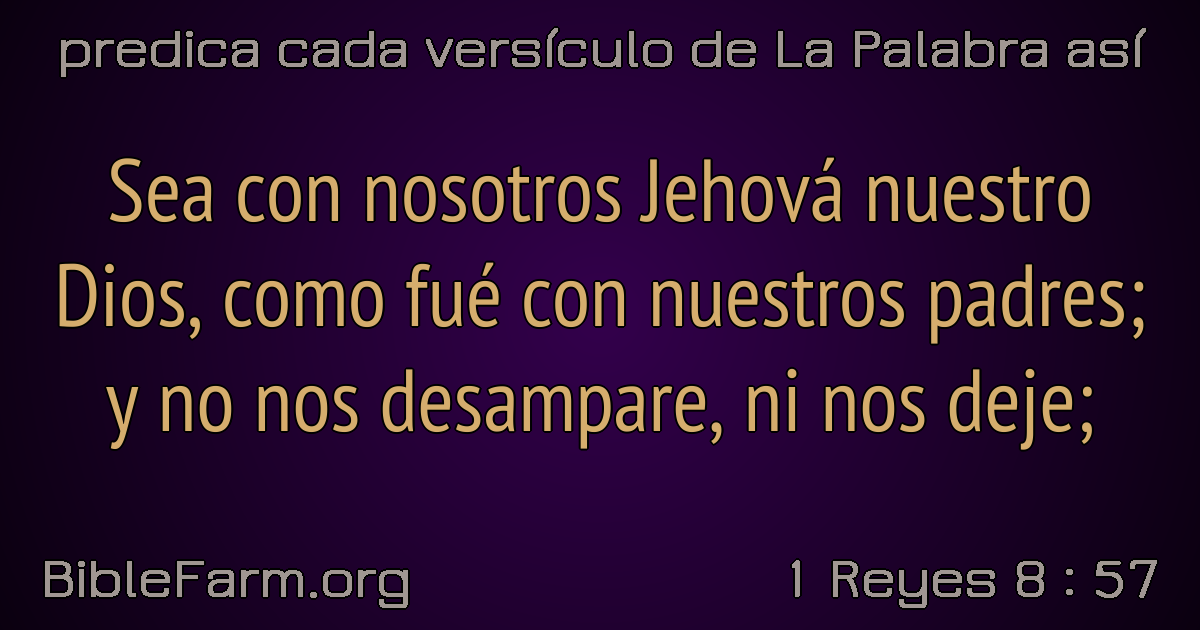 predica cada versículo de La Palabra así
Sea con nosotros Jehová nuestro
Dios, como fué con nuestros padres;
y no nos desampare, ni nos deje;
BibleFarm.org
1 Reyes 8 : 57